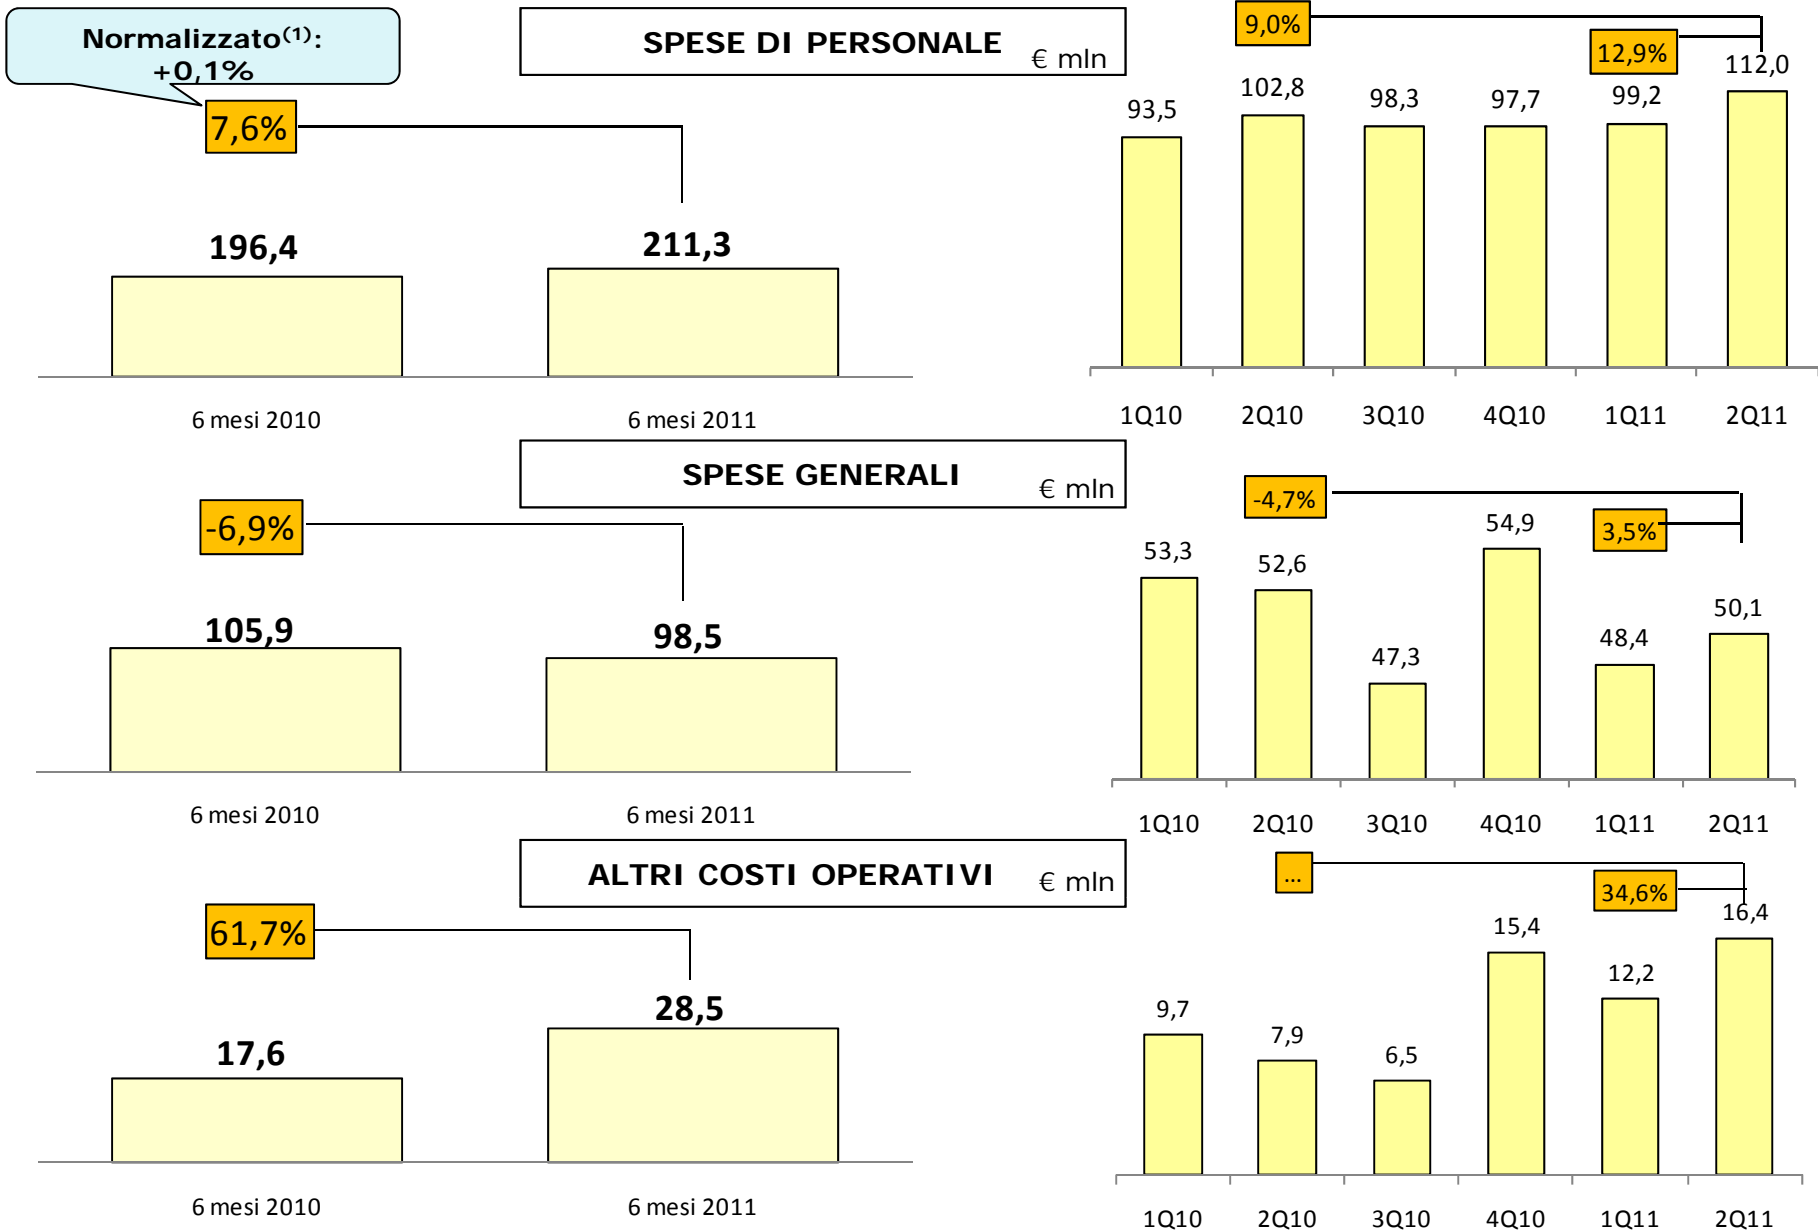 Normalizzato(1):
+0,1%
SPESE DI PERSONALE € mln
7,6%
196,4 211,3
6 mesi 2010 6 mesi 2011
9,0%
12,9%
93,5 102,8 98,3 97,7 99,2 112,0
1Q10 2Q10 3Q10 4Q10 1Q11 2Q11
SPESE GENERALI € mln
-6,9%
105,9 98,5
6 mesi 2010 6 mesi 2011
-4,7%
3,5%
53,3 52,6 47,3 54,9 48,4 50,1
1Q10 2Q10 3Q10 4Q10 1Q11 2Q11
ALTRI COSTI OPERATIVI € mln
61,7%
17,6 28,5
6 mesi 2010 6 mesi 2011
...
34,6%
9,7 7,9 6,5 15,4 12,2 16,4
1Q10 2Q10 3Q10 4Q10 1Q11 2Q11